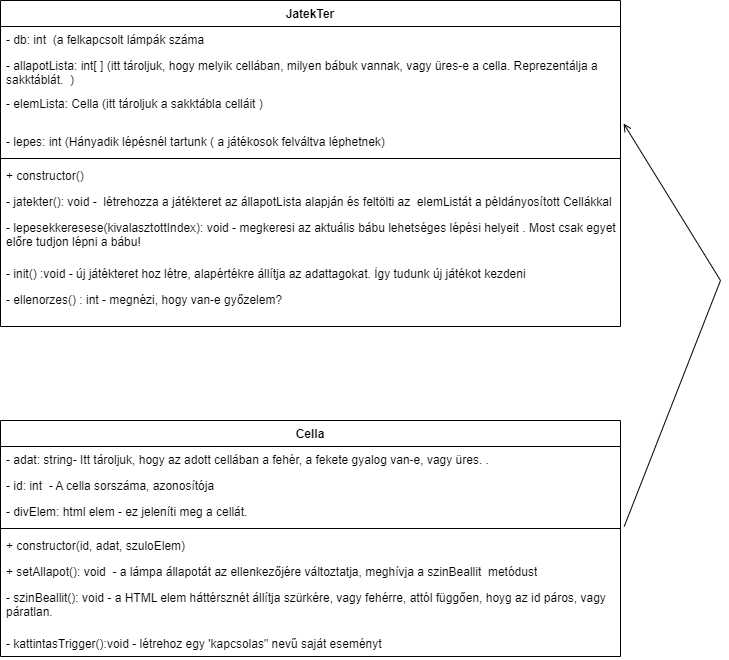 JatekTer
- db: int  (a felkapcsolt lámpák száma
- allapotLista: int[ ] (itt tároljuk, hogy melyik cellában, milyen bábuk vannak, vagy üres-e a cella. Reprezentálja a
sakktáblát.  )
- elemLista: Cella (itt tároljuk a sakktábla celláit )
- lepes: int (Hányadik lépésnél tartunk ( a játékosok felváltva léphetnek)
+ constructor()
- jatekter(): void -  létrehozza a játékteret az állapotLista alapján és feltölti az  elemListát a példányosított Cellákkal
- lepesekkeresese(kivalasztottIndex): void - megkeresi az aktuális bábu lehetséges lépési helyeit . Most csak egyet
előre tudjon lépni a bábu!
- init() :void - új játékteret hoz létre, alapértékre állítja az adattagokat. Így tudunk új játékot kezdeni
- ellenorzes() : int - megnézi, hogy van-e győzelem?
Cella
- adat: string- Itt tároljuk, hogy az adott cellában a fehér, a fekete gyalog van-e, vagy üres. .
- id: int  - A cella sorszáma, azonosítója
- divElem: html elem - ez jeleníti meg a cellát.
+ constructor(id, adat, szuloElem)
+ setAllapot(): void  - a lámpa állapotát az ellenkezőjére változtatja, meghívja a szinBeallit  metódust
- szinBeallit(): void - a HTML elem háttérsznét állítja szürkére, vagy fehérre, attól függően, hoyg az id páros, vagy
páratlan.
- kattintasTrigger():void - létrehoz egy 'kapcsolas" nevű saját eseményt